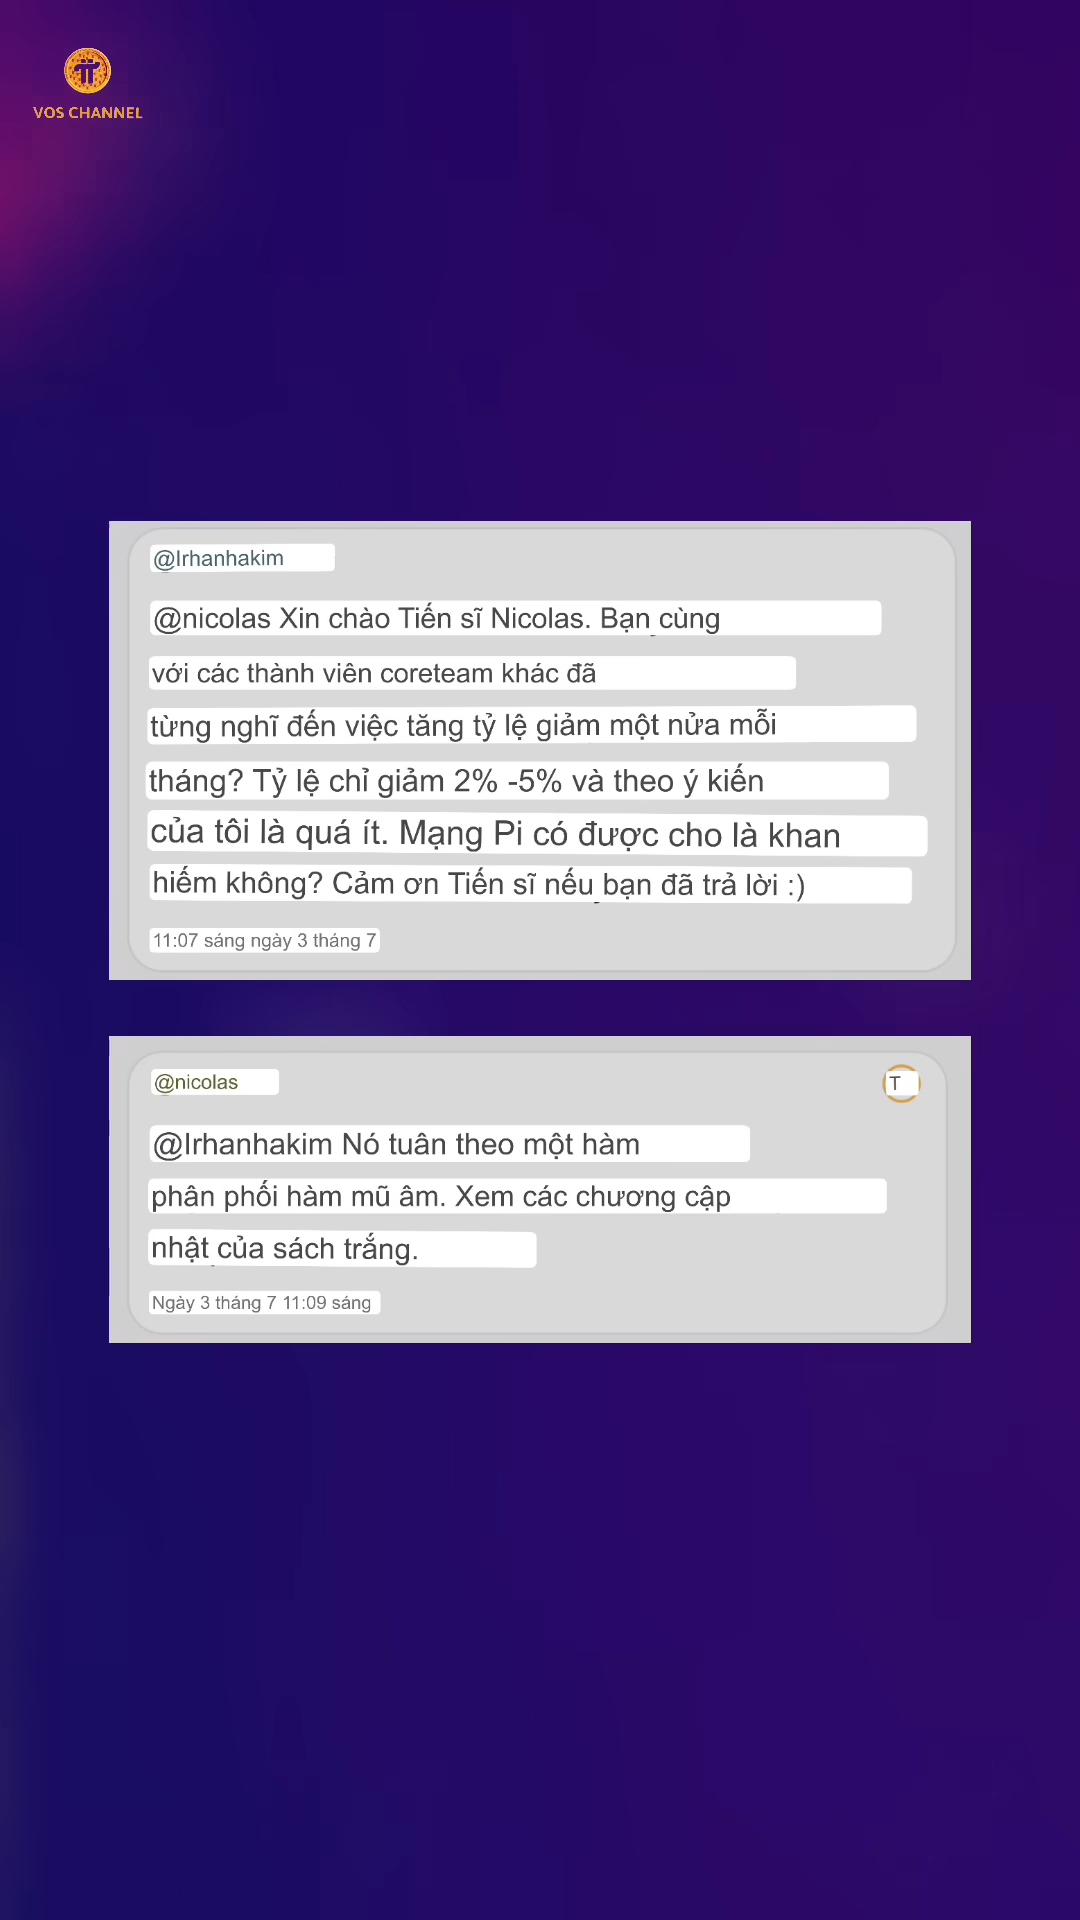 VOS CHANNEL
@Irhanhakim
@nicolas Xin chào Tiến sĩ Nicolas. Bạn cùng
với các thành viên coreteam khác đã
từng nghĩ đến việc tăng tỷ lệ giảm một nửa mỗi
tháng? Tỷ lệ chỉ giảm 2% -5% và theo ý kiến
của tôi là quá ít. Mạng Pi có được cho là khan
hiếm không? Cảm ơn Tiến sĩ nếu bạn đã trả lời :)
11:07 sáng ngày 3 tháng 7
@nicolas
T
@Irhanhakim Nó tuân theo một hàm
phân phối hàm mũ âm. Xem các chương cập
nhật của sách trắng.
Ngày 3 tháng 7 11:09 sáng